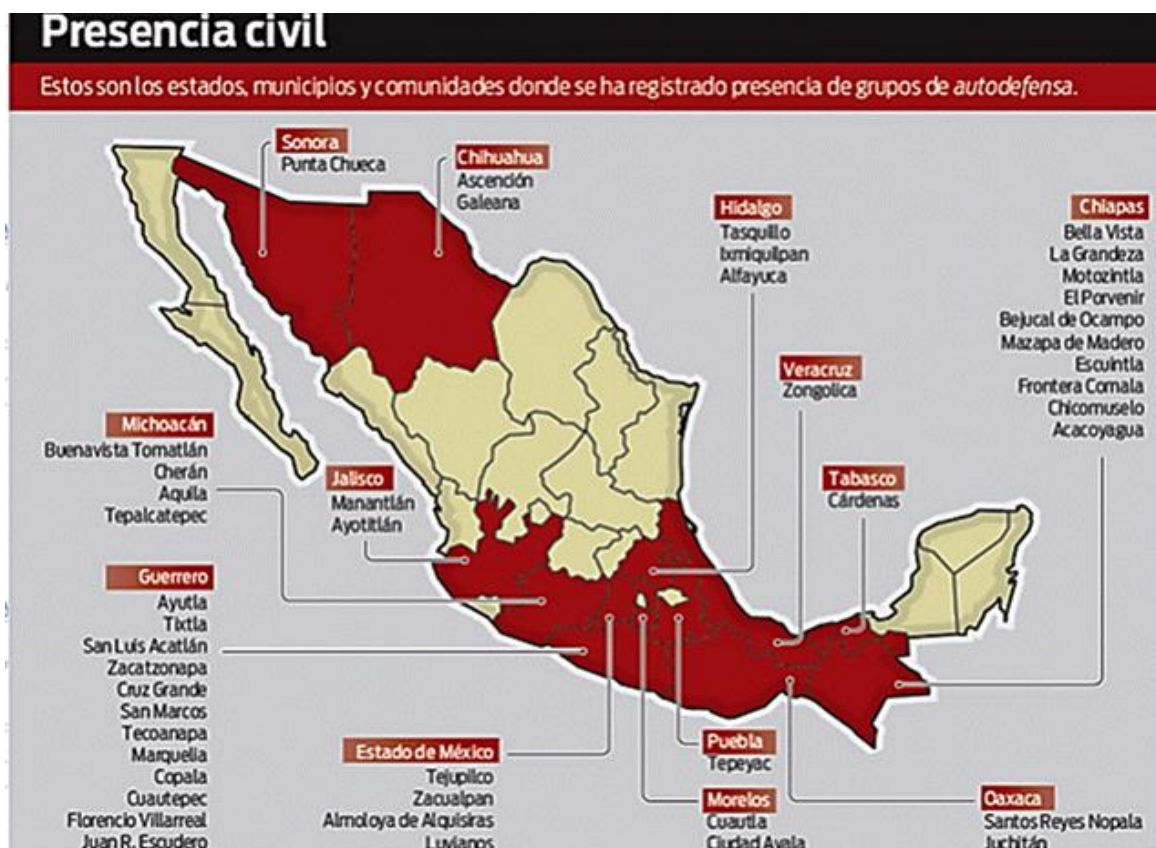 Presencia civil
Estos son los estados, municipios y comunidades donde se ha registrado presencia de grupos de autodefensa.
Sonora
Punta Chueca
Chihuahua
Ascención
Galeana
Hidalgo
Tasquillo
Ixmiquilpan
Alfayuca
Chiapas
Bella Vista
La Grandeza
Motozintla
El Porvenir
Bejucal de Ocampo
Mazapa de Madero
Escuintla
Frontera Comala
Chicomuselo
Acacoyagua
Veracruz
Zongolica
Tabasco
Cárdenas
Michoacán
Buenavista Tomatlán
Cherán
Aquila
Tepalcatepec
Jalisco
Manantlán
Ayotitlán
Guerrero
Ayutla
Tixtla
San Luis Acatlán
Zacatzonapa
Cruz Grande
San Marcos
Tecoanapa
Marquella
Copala
Cuautepec
Florencio Villarreal
Juan R. Escudero
Estado de México
Tejupilco
Zacualpan
Almoloya de Alquisiras
Luvianos
Puebla
Tepeyac
Morelos
Cuautla
Ciudad Ayala
Oaxaca
Santos Reyes Nopala
Juchitán